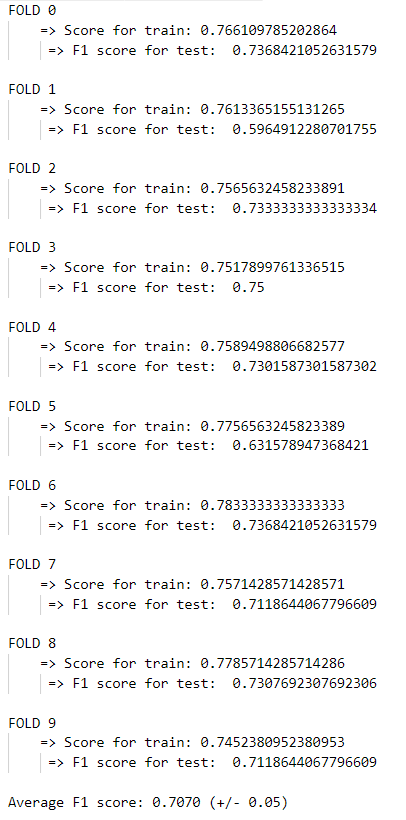 FOLD 0
=> Score for train: 0.766109785202864
=> F1 score for test:  0.7368421052631579
FOLD 1
=> Score for train: 0.7613365155131265
=> F1 score for test:  0.5964912280701755
FOLD 2
=> Score for train: 0.7565632458233891
=> F1 score for test:  0.7333333333333334
FOLD 3
=> Score for train: 0.7517899761336515
=> F1 score for test:  0.75
FOLD 4
=> Score for train: 0.7589498806682577
=> F1 score for test:  0.7301587301587302
FOLD 5
=> Score for train: 0.7756563245823389
=> F1 score for test:  0.631578947368421
FOLD 6
=> Score for train: 0.7833333333333333
=> F1 score for test:  0.7368421052631579
FOLD 7
=> Score for train: 0.7571428571428571
=> F1 score for test:  0.7118644067796609
FOLD 8
=> Score for train: 0.7785714285714286
=> F1 score for test:  0.7307692307692306
FOLD 9
=> Score for train: 0.7452380952380953
=> F1 score for test:  0.7118644067796609
Average F1 score: 0.7070 (+/- 0.05)